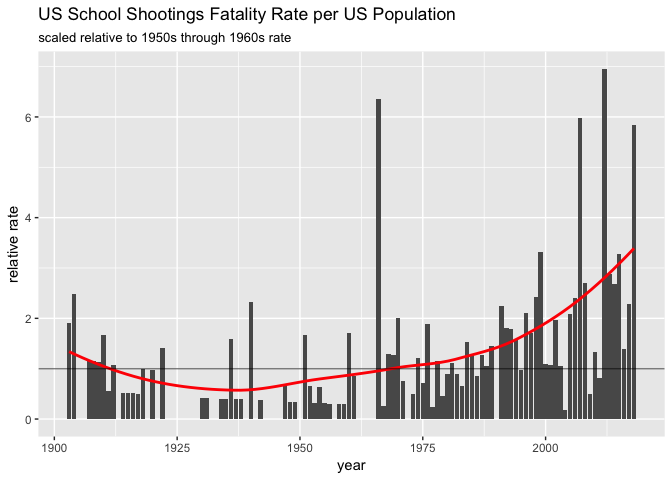 US School Shootings Fatality Rate per US Population
scaled relative to 1950s through 1960s rate
6
4
2
0
relative rate
1900 1925 1950 1975 2000
year